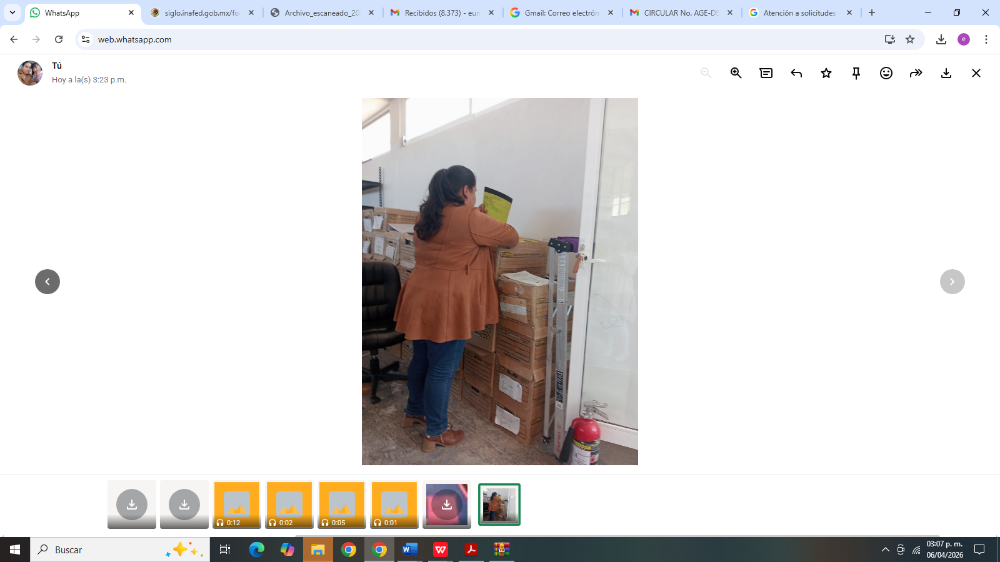 WhatsApp
siglo.inafed.gob.mx/for
Archivo_escaneado_20
Recibidos (8.373) - eun
Gmail: Correo electrón
CIRCULAR No. AGE-DS
Atención a solicitudes
web.whatsapp.com
e
Tú
Hoy a la(s) 3:23 p.m.
0:12
0:02
0:05
0:01
Buscar
03:07 p. m.
06/04/2026